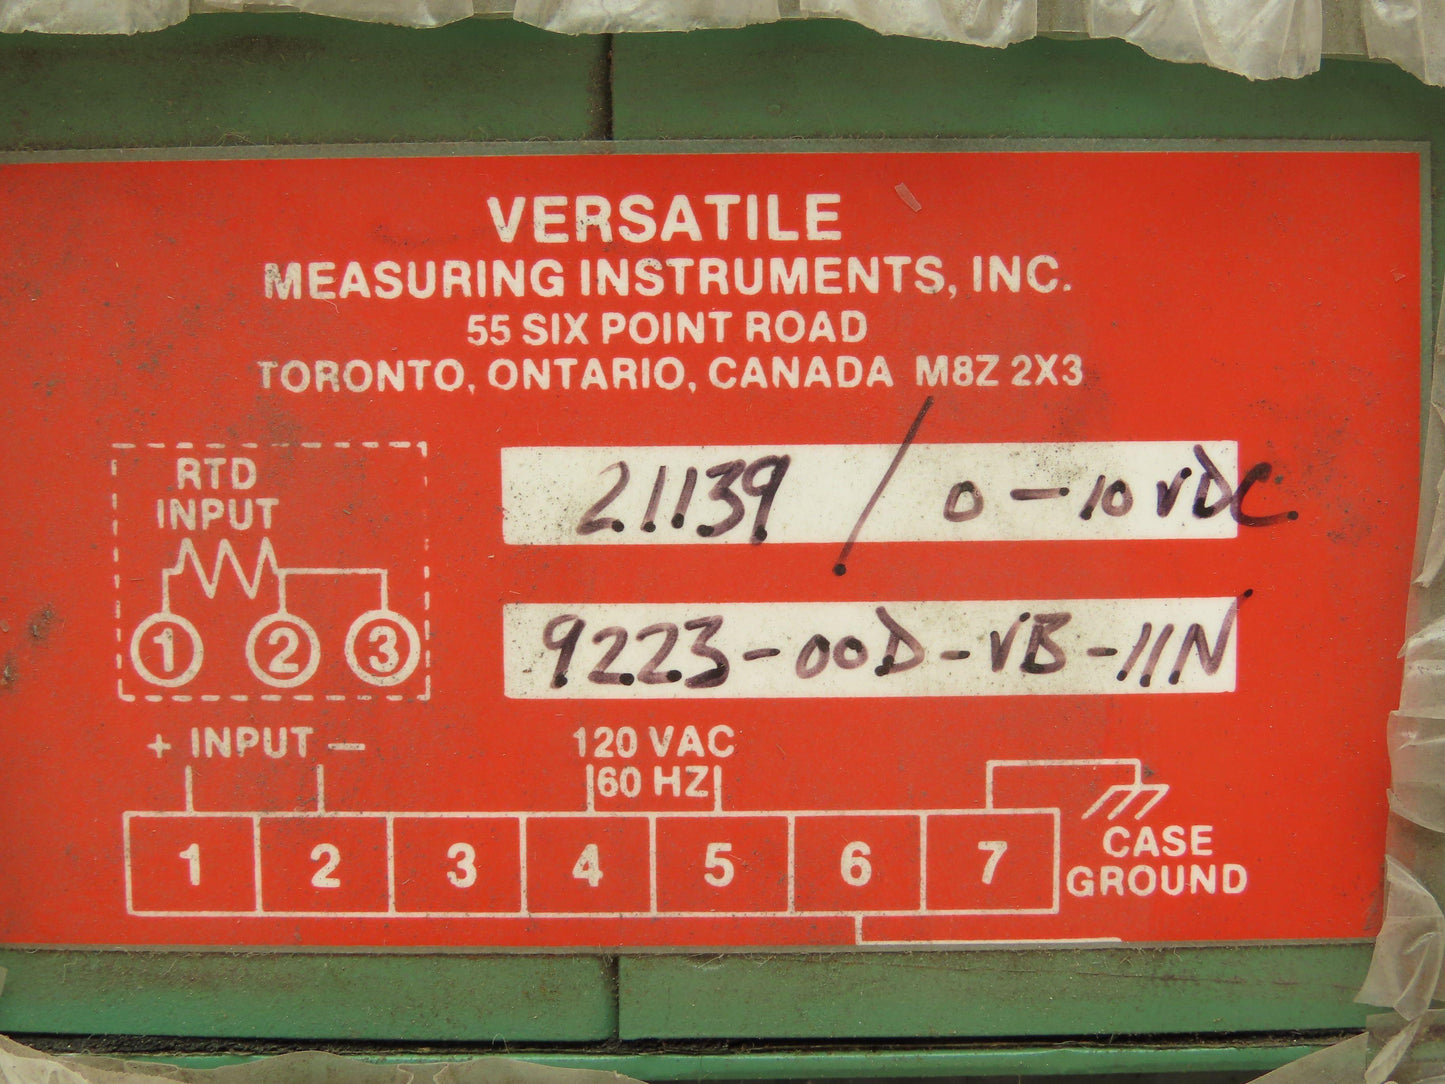 VERSATILE
MEASURING INSTRUMENTS, INC.
55 SIX POINT ROAD
TORONTO, ONTARIO, CANADA M8Z 2X3
RTD
INPUT
1 2 3
21139 / 0-10 VDC
9223-00D-VB-11N
+ INPUT -
120 VAC
60 HZ
1 2 3 4 5 6 7
CASE
GROUND